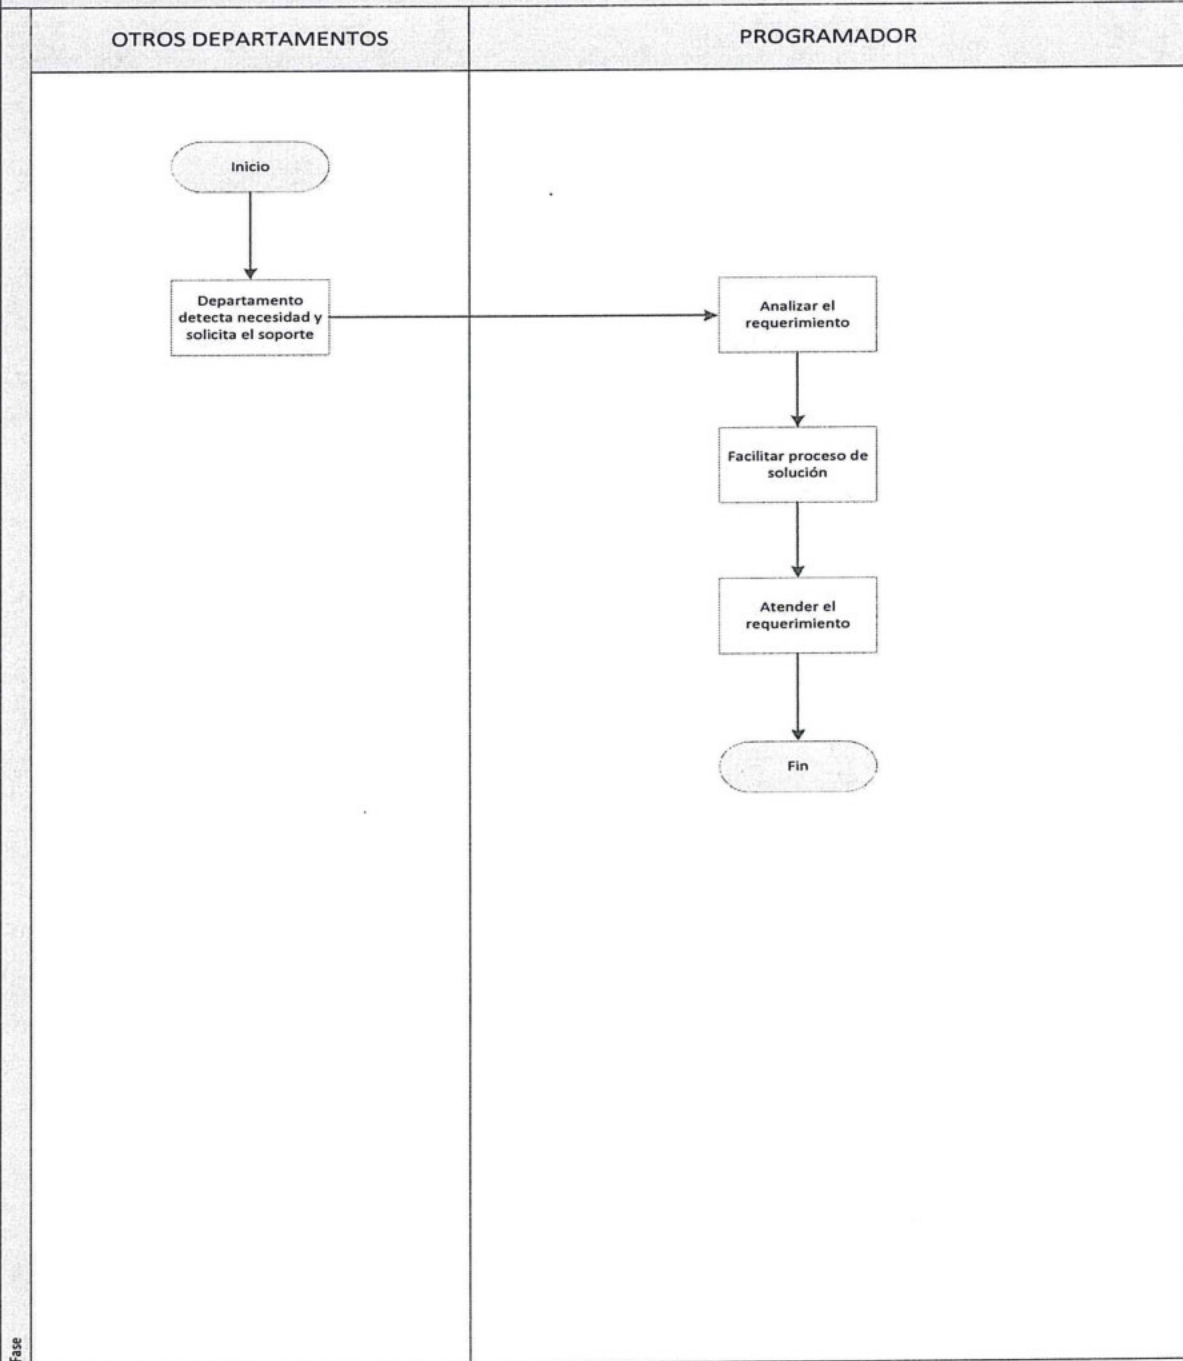 OTROS DEPARTAMENTOS
PROGRAMADOR
Inicio
Departamento
detecta necesidad y
solicita el soporte
Analizar el
requerimiento
Facilitar proceso de
solución
Atender el
requerimiento
Fin
Fase